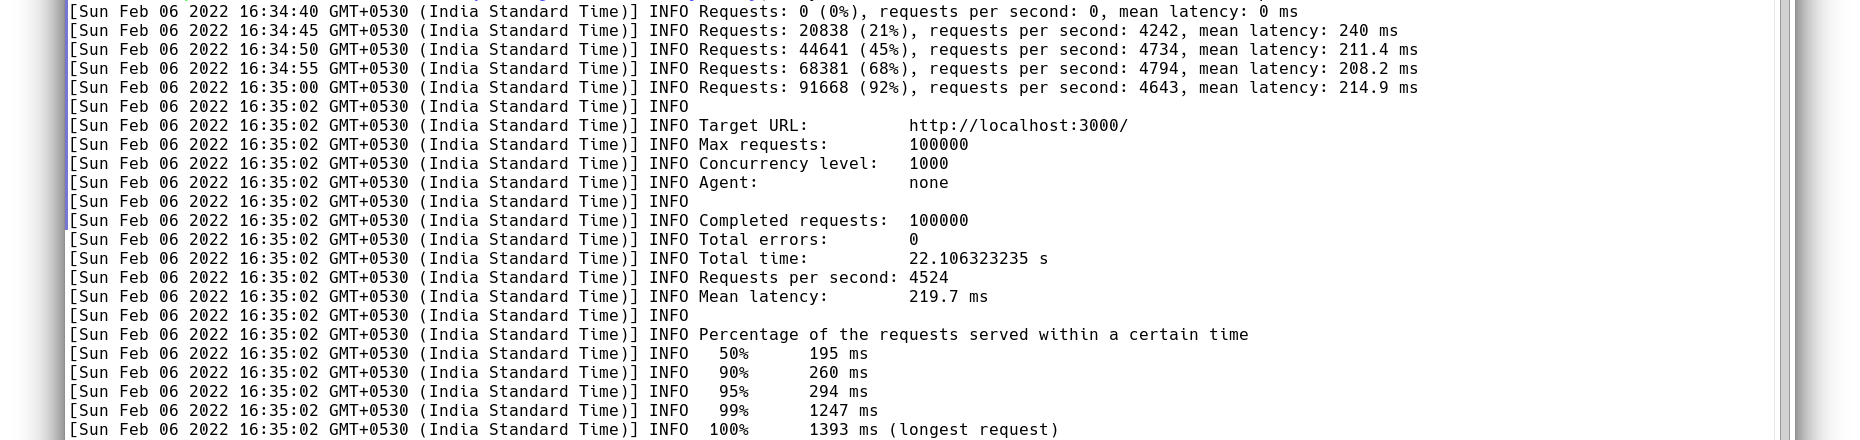 [Sun Feb 06 2022 16:34:40 GMT+0530 (India Standard Time)] INFO Requests: 0 (0%), requests per second: 0, mean latency: 0 ms
[Sun Feb 06 2022 16:34:45 GMT+0530 (India Standard Time)] INFO Requests: 20838 (21%), requests per second: 4242, mean latency: 240 ms
[Sun Feb 06 2022 16:34:50 GMT+0530 (India Standard Time)] INFO Requests: 44641 (45%), requests per second: 4734, mean latency: 211.4 ms
[Sun Feb 06 2022 16:34:55 GMT+0530 (India Standard Time)] INFO Requests: 68381 (68%), requests per second: 4794, mean latency: 208.2 ms
[Sun Feb 06 2022 16:35:00 GMT+0530 (India Standard Time)] INFO Requests: 91668 (92%), requests per second: 4643, mean latency: 214.9 ms
[Sun Feb 06 2022 16:35:02 GMT+0530 (India Standard Time)] INFO
[Sun Feb 06 2022 16:35:02 GMT+0530 (India Standard Time)] INFO Target URL:          http://localhost:3000/
[Sun Feb 06 2022 16:35:02 GMT+0530 (India Standard Time)] INFO Max requests:        100000
[Sun Feb 06 2022 16:35:02 GMT+0530 (India Standard Time)] INFO Concurrency level:   1000
[Sun Feb 06 2022 16:35:02 GMT+0530 (India Standard Time)] INFO Agent:               none
[Sun Feb 06 2022 16:35:02 GMT+0530 (India Standard Time)] INFO
[Sun Feb 06 2022 16:35:02 GMT+0530 (India Standard Time)] INFO Completed requests:  100000
[Sun Feb 06 2022 16:35:02 GMT+0530 (India Standard Time)] INFO Total errors:        0
[Sun Feb 06 2022 16:35:02 GMT+0530 (India Standard Time)] INFO Total time:          22.106323235 s
[Sun Feb 06 2022 16:35:02 GMT+0530 (India Standard Time)] INFO Requests per second: 4524
[Sun Feb 06 2022 16:35:02 GMT+0530 (India Standard Time)] INFO Mean latency:        219.7 ms
[Sun Feb 06 2022 16:35:02 GMT+0530 (India Standard Time)] INFO
[Sun Feb 06 2022 16:35:02 GMT+0530 (India Standard Time)] INFO Percentage of the requests served within a certain time
[Sun Feb 06 2022 16:35:02 GMT+0530 (India Standard Time)] INFO   50%      195 ms
[Sun Feb 06 2022 16:35:02 GMT+0530 (India Standard Time)] INFO   90%      260 ms
[Sun Feb 06 2022 16:35:02 GMT+0530 (India Standard Time)] INFO   95%      294 ms
[Sun Feb 06 2022 16:35:02 GMT+0530 (India Standard Time)] INFO   99%      1247 ms
[Sun Feb 06 2022 16:35:02 GMT+0530 (India Standard Time)] INFO  100%      1393 ms (longest request)